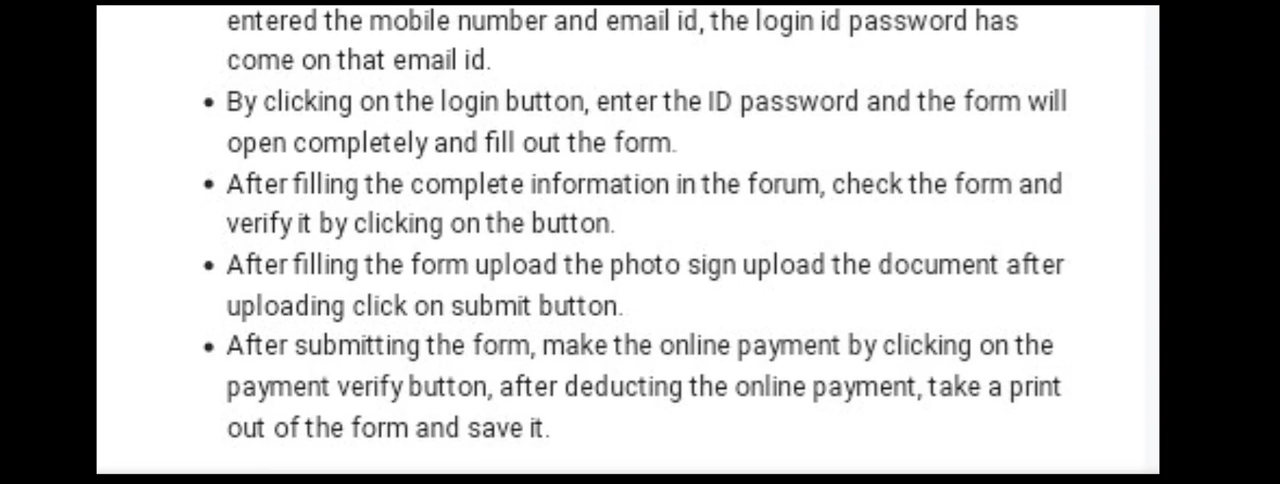 entered the mobile number and email id, the login id password has
come on that email id.
• By clicking on the login button, enter the ID password and the form will
open completely and fill out the form.
• After filling the complete information in the forum, check the form and
verify it by clicking on the button.
• After filling the form upload the photo sign upload the document after
uploading click on submit button.
• After submitting the form, make the online payment by clicking on the
payment verify button, after deducting the online payment, take a print
out of the form and save it.